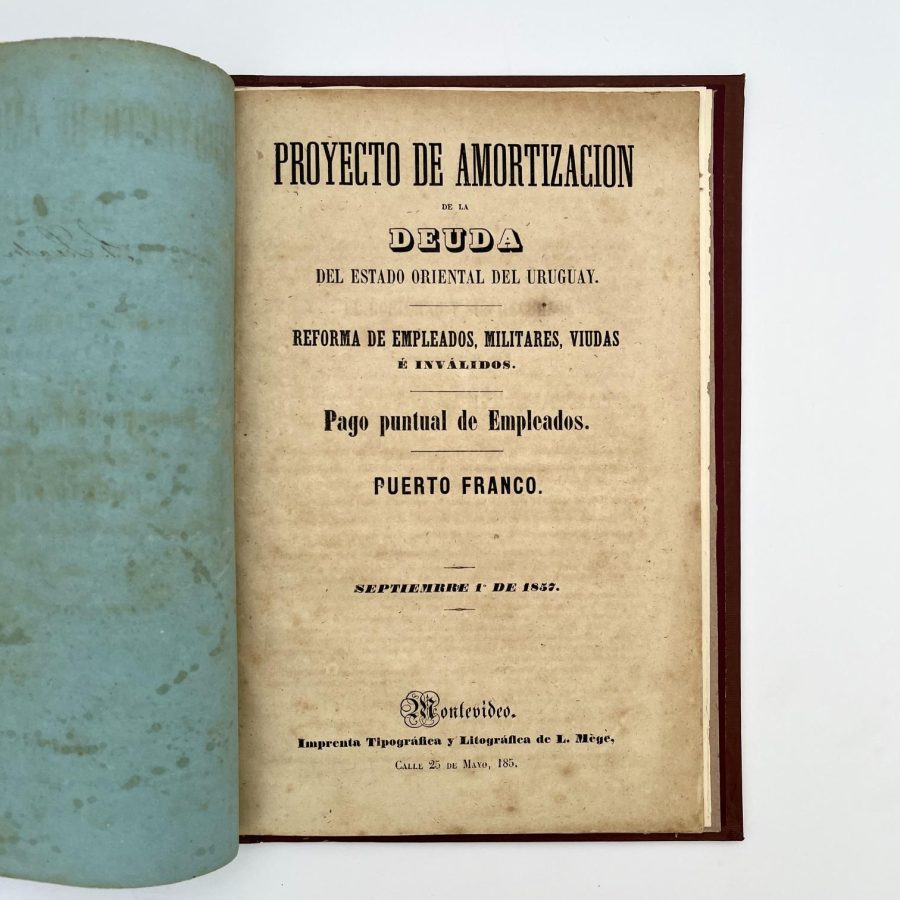 PROYECTO DE AMORTIZACION
DE LA
DEUDA
DEL ESTADO ORIENTAL DEL URUGUAY.
REFORMA DE EMPLEADOS, MILITARES, VIUDAS
É INVÁLIDOS.
Pago puntual de Empleados.
PUERTO FRANCO.
SEPTIEMRRE 1º DE 1857.
Montevideo.
Imprenta Tipográfica y Litográfica de L. Mège,
CALLE 25 DE MAYO, 185.